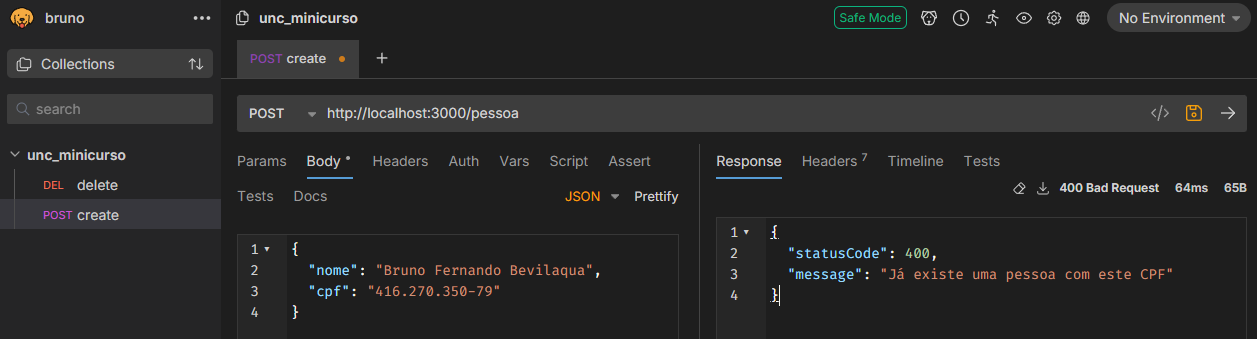 bruno
unc_minicurso
Safe Mode
No Environment
Collections
POST create
search
POST http://localhost:3000/pessoa
unc_minicurso
DEL delete
POST create
Params Body Headers Auth Vars Script Assert
Tests Docs
JSON Prettify
1 {
2 "nome": "Bruno Fernando Bevilaqua",
3 "cpf": "416.270.350-79"
4 }
Response Headers 7 Timeline Tests
400 Bad Request 64ms 65B
1 {
2 "statusCode": 400,
3 "message": "Já existe uma pessoa com este CPF"
4 }